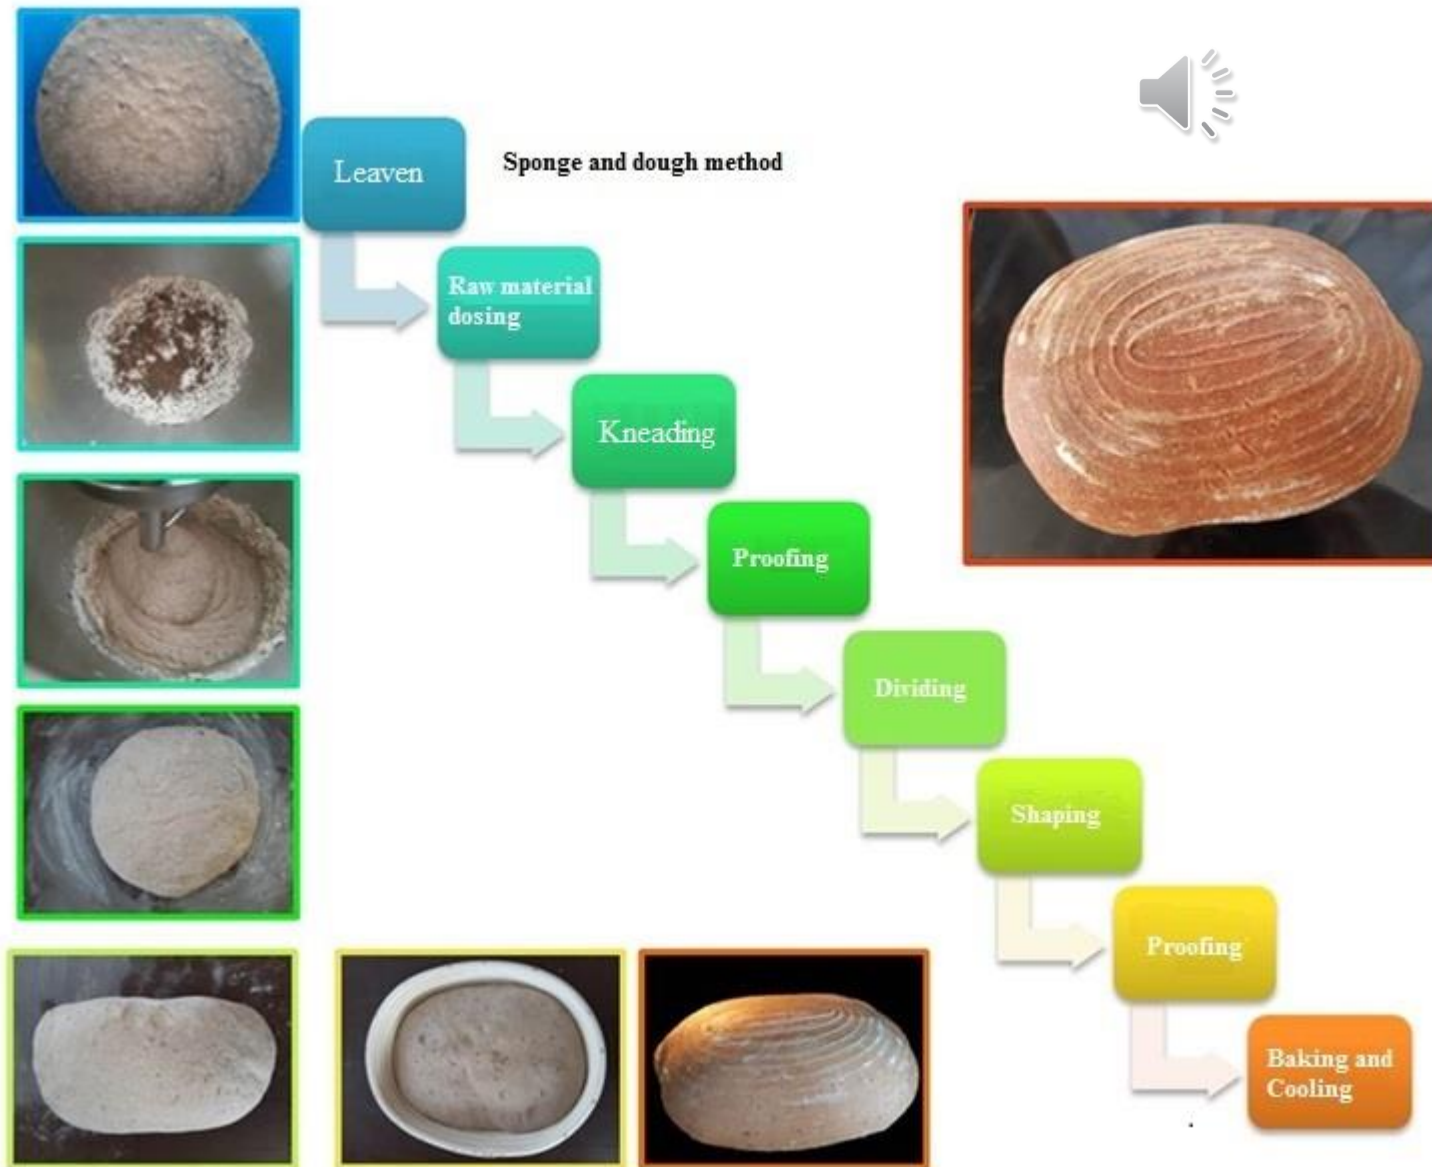 Leaven
Sponge and dough method
Raw material
dosing
Kneading
Proofing
Dividing
Shaping
Proofing
Baking and
Cooling